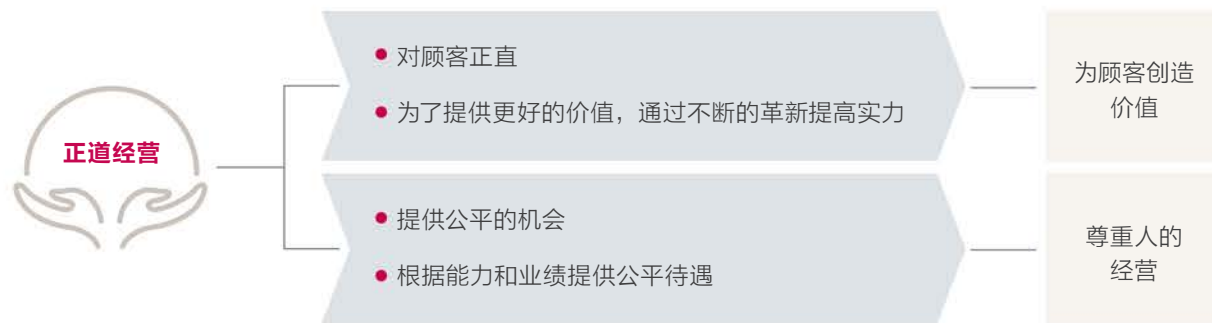 正道经营
对顾客正直
为了提供更好的价值，通过不断的革新提高实力
为顾客创造
价值
提供公平的机会
根据能力和业绩提供公平待遇
尊重人的
经营